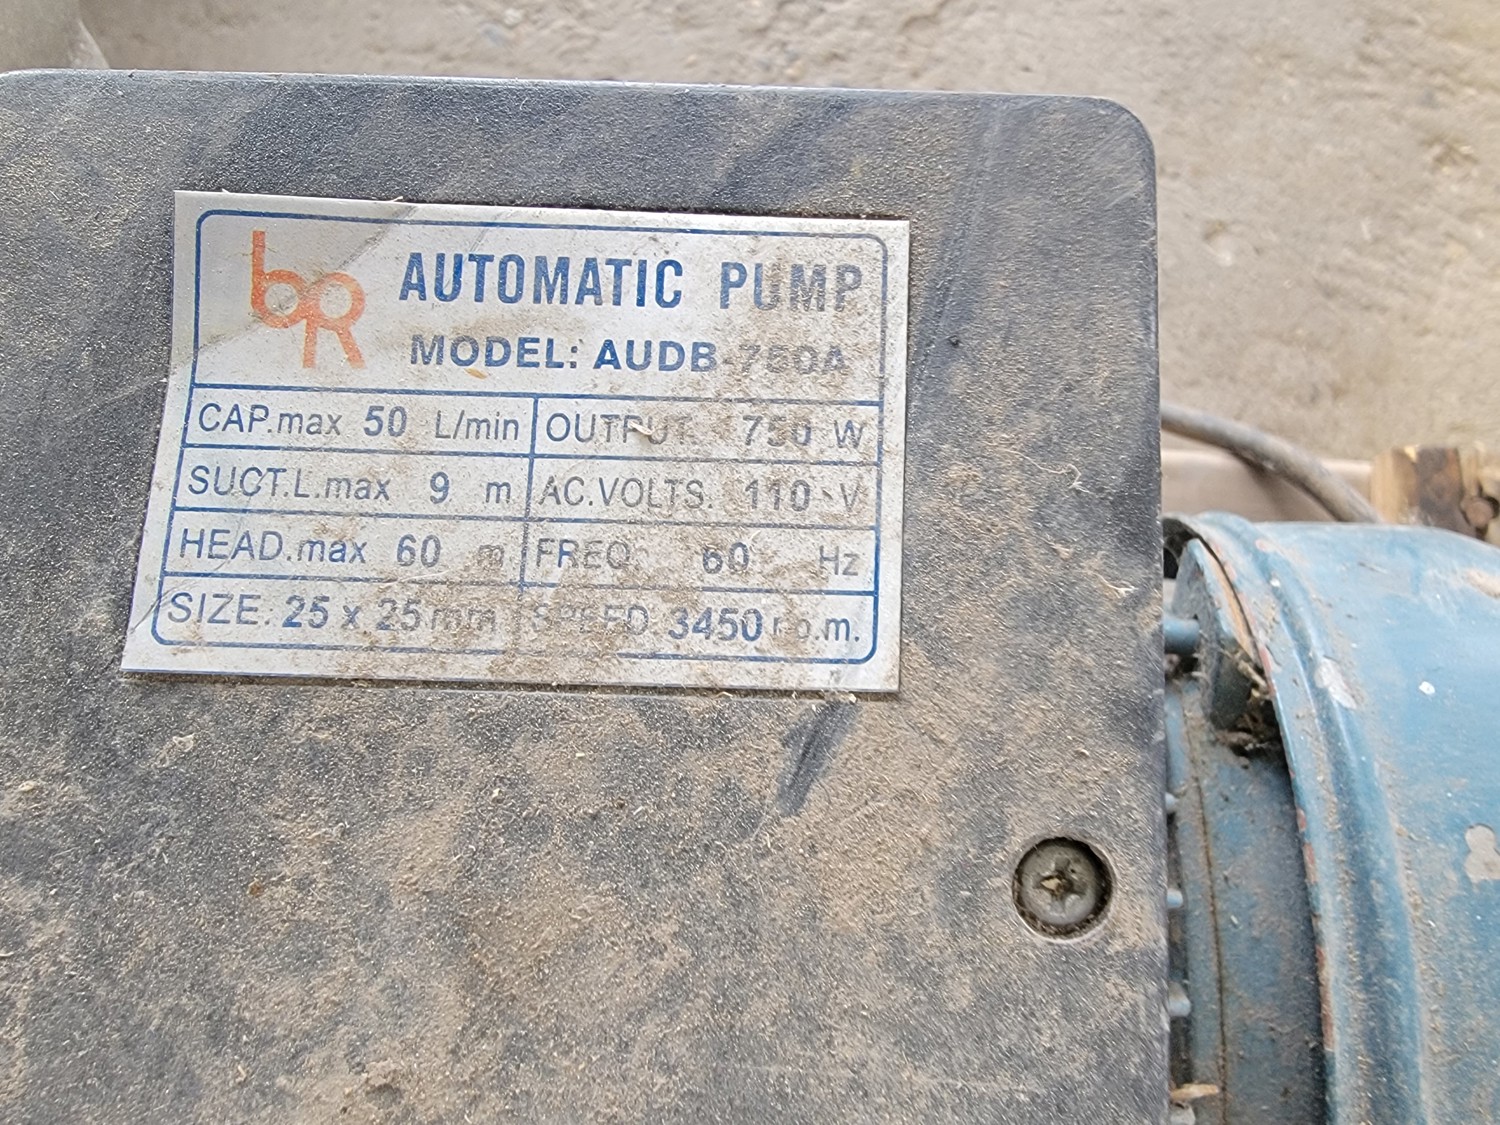 bR
AUTOMATIC PUMP
MODEL: AUDB-750A
CAP.max 50 L/min OUTPUT. 750 W
SUCT.L.max 9 m AC.VOLTS. 110 V
HEAD.max 60 m FREQ. 60 Hz
SIZE. 25 x 25 mm SPEED. 3450 r.p.m.